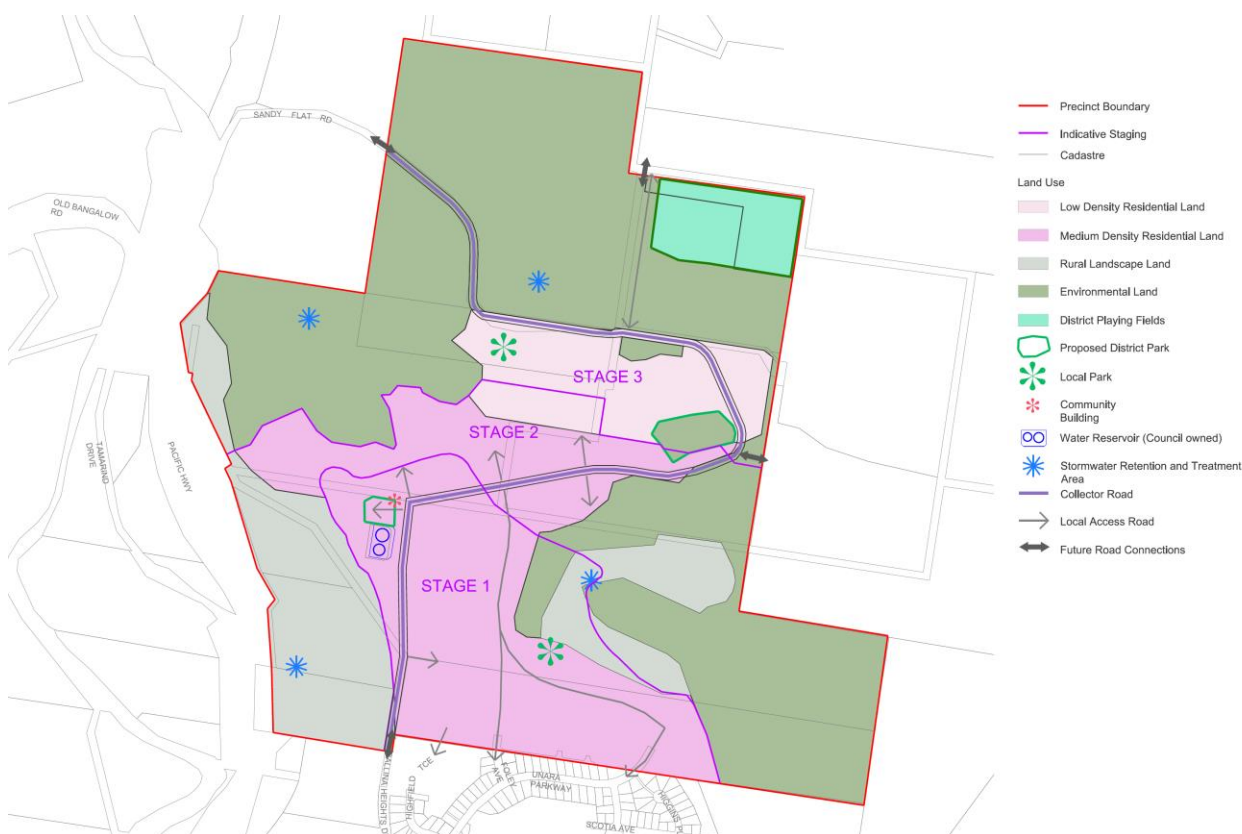 SANDY FLAT RD
OLD BANGALOW
RD
TAMARIND
DRIVE
PACIFIC HWY
STAGE 3
STAGE 2
STAGE 1
HIGHFIELD
TCE
FOLEY
AVE
UNARA
PARKWAY
SCOTIA AVE
Precinct Boundary
Indicative Staging
Cadastre
Land Use
Low Density Residential Land
Medium Density Residential Land
Rural Landscape Land
Environmental Land
District Playing Fields
Proposed District Park
Local Park
Community
Building
Water Reservoir (Council owned)
Stormwater Retention and Treatment
Area
Collector Road
Local Access Road
Future Road Connections